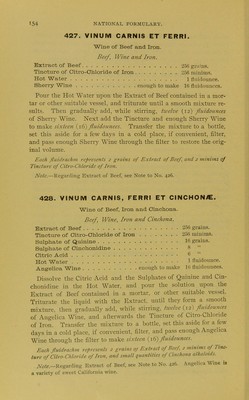 154 NATIONAL FORMULARY.
427. VINUM CARNIS ET FERRI.
Wine of Beef and Iron.
Beef, Wine and Iron.
Extract of Beef . . . 256 grains.
Tincture of Citro-Chloride of Iron . . . 256 minims.
Hot Water . . . 1 fluidounce.
Sherry Wine . . . enough to make 16 fluidounces.
Pour the Hot Water upon the Extract of Beef contained in a mor-
tar or other suitable vessel, and triturate until a smooth mixture re-
sults. Then gradually add, while stirring, twelve (12) fluidounces
of Sherry Wine. Next add the Tincture and enough Sherry Wine
to make sixteen (16) fluidounces. Transfer the mixture to a bottle,
set this aside for a few days in a cold place, if convenient, filter,
and pass enough Sherry Wine through the filter to restore the orig-
inal volume.
Each fluidrachm represents 2 grains of Extract of Beef, and 2 minims of
Tincture of Citro-Chloride of Iron.
Note.—Regarding Extract of Beef, see Note to No. 426.
428. VINUM CARNIS, FERRI ET CINCHONÆ.
Wine of Beef, Iron and Cinchona.
Beef, Wine, Iron and Cinchona.
Extract of Beef . . . 256 grains.
Tincture of Citro-Chloride of Iron . . . 256 minims.
Sulphate of Quinine . . . 16 grains.
Sulphate of Cinchonidine . . . 8 "
Citric Acid . . . 6 "
Hot Water . . . 1 fluidounce.
Angelica Wine . . . enough to make 16 fluidounces.
Dissolve the Citric Acid and the Sulphates of Quinine and Cin-
chonidine in the Hot Water, and pour the solution upon the
Extract of Beef contained in a mortar, or other suitable vessel.
Triturate the liquid with the Extract, until they form a smooth
mixture, then gradually add, while stirring, twelve (12) fluidounces
of Angelica Wine, and afterwards the Tincture of Citro-Chloride
of Iron. Transfer the mixture to a bottle, set this aside for a few
days in a cold place, if convenient, filter, and pass enough Angelica
Wine through the filter to make sixteen (16) fluidounces.
Each fluidrachm represents 2 grains of Extract of Beef, 2 minims of Tinc-
ture of Citro-Chloride of Iron, and small quantities of Cinchona alkaloids.
Note.—Regarding Extract of Beef, see Note to No. 426. Angelica Wine is
a variety of sweet California wine.